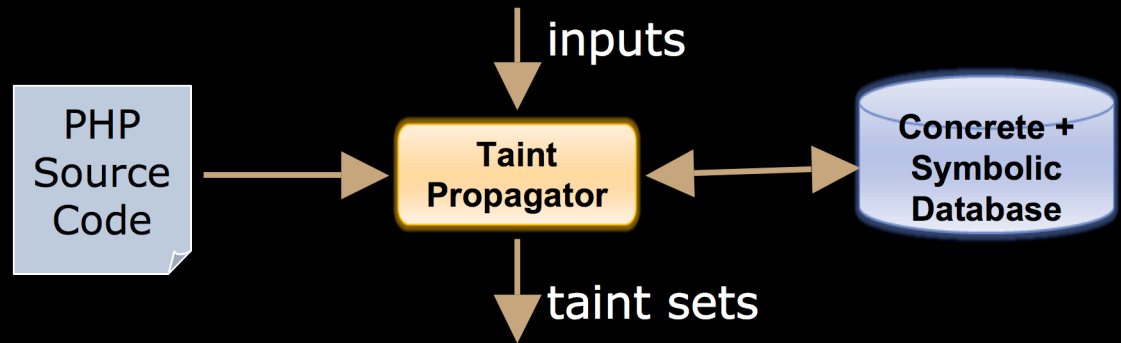 inputs
PHP
Source
Code
Taint
Propagator
Concrete +
Symbolic
Database
taint sets